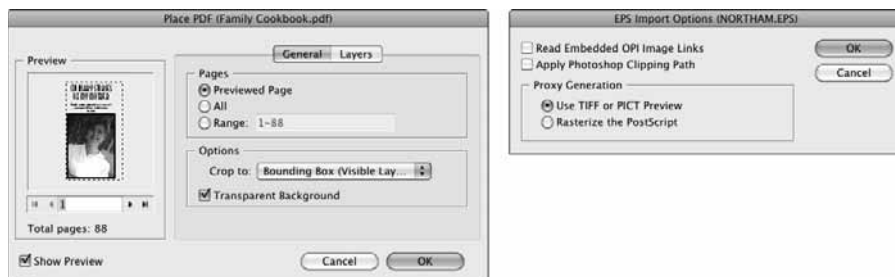 Place PDF (Family Cookbook.pdf)
General Layers
Preview
1
Total pages: 88
Show Preview
Pages
Previewed Page
All
Range: 1-88
Options
Crop to: Bounding Box (Visible Lay...
Transparent Background
Cancel OK
EPS Import Options (NORTHAM.EPS)
Read Embedded OPI Image Links
Apply Photoshop Clipping Path
Proxy Generation
Use TIFF or PICT Preview
Rasterize the PostScript
OK
Cancel